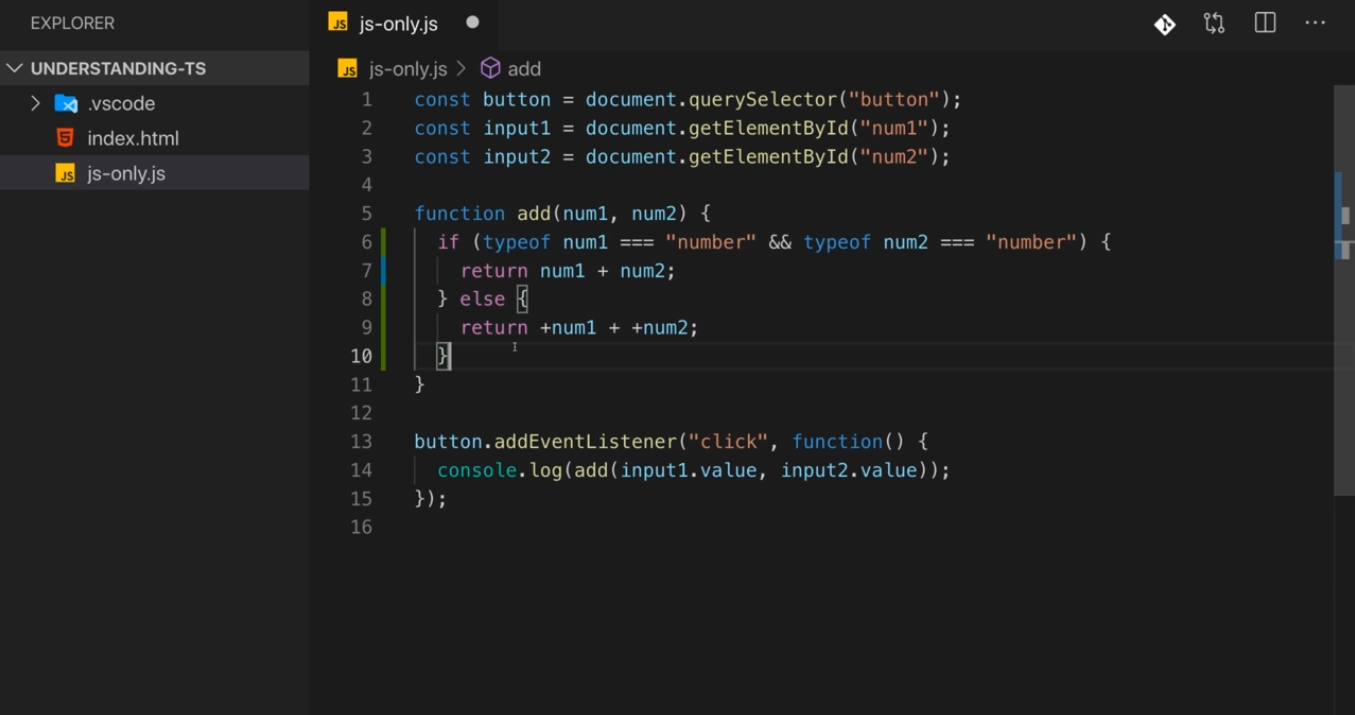 EXPLORER
UNDERSTANDING-TS
.vscode
index.html
JS js-only.js
JS js-only.js
JS js-only.js > add
1 const button = document.querySelector("button");
2 const input1 = document.getElementById("num1");
3 const input2 = document.getElementById("num2");
4
5 function add(num1, num2) {
6 if (typeof num1 === "number" && typeof num2 === "number") {
7 return num1 + num2;
8 } else {
9 return +num1 + +num2;
10 }
11 }
12
13 button.addEventListener("click", function() {
14 console.log(add(input1.value, input2.value));
15 });
16